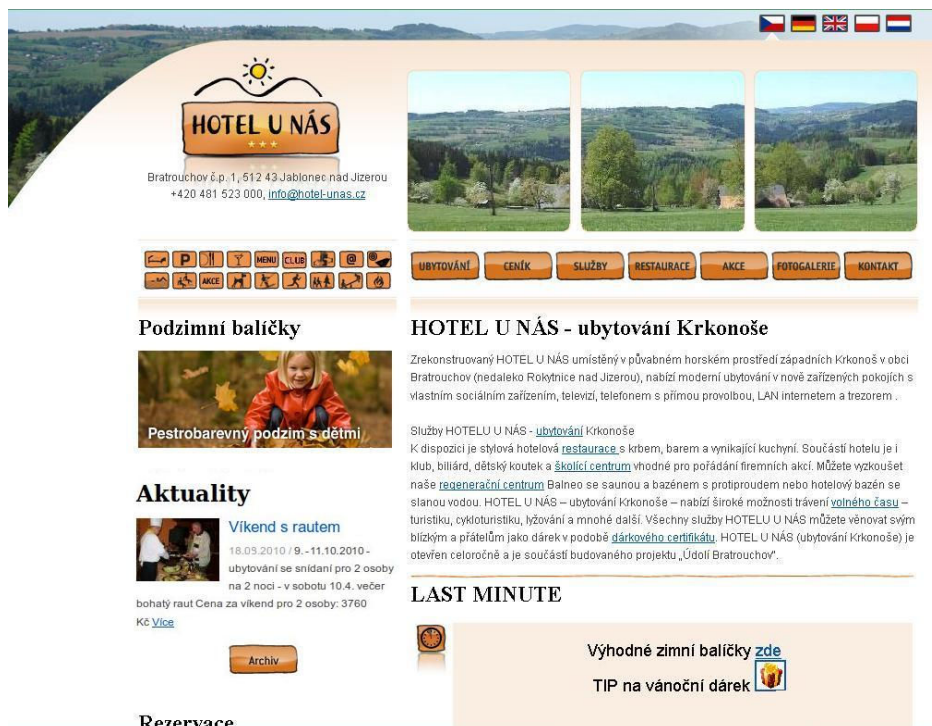 HOTEL U NÁS
Bratrouchov č.p. 1, 512 43 Jablonec nad Jizerou
+420 481 523 000, info@hotel-unas.cz
P MENU CLUB @
AKCE
UBYTOVÁNÍ CENÍK SLUŽBY RESTAURACE AKCE FOTOGALERIE KONTAKT
Podzimní balíčky
Pestrobarevný podzim s dětmi
Aktuality
Víkend s rautem
18.09.2010 / 9. - 11.10.2010 -
ubytování se snídaní pro 2 osoby
na 2 noci - v sobotu 10.4. večer
bohatý raut Cena za víkend pro 2 osoby: 3760
Kč Více
Archiv
Rezervace
HOTEL U NÁS - ubytování Krkonoše
Zrekonstruovaný HOTEL U NÁS umístěný v půvabném horském prostředí západních Krkonoš v obci
Bratrouchov (nedaleko Rokytnice nad Jizerou), nabízí moderní ubytování v nově zařízených pokojích s
vlastním sociálním zařízením, televizí, telefonem s přímou provolbou, LAN internetem a trezorem .
Služby HOTELU U NÁS - ubytování Krkonoše
K dispozici je stylová hotelová restaurace s krbem, barem a vynikající kuchyní. Součástí hotelu je i
klub, biliárd, dětský koutek a školící centrum vhodné pro pořádání firemních akcí. Můžete vyzkoušet
naše regenerační centrum Balneo se saunou a bazénem s protiproudem nebo hotelový bazén se
slanou vodou. HOTEL U NÁS – ubytování Krkonoše – nabízí široké možnosti trávení volného času –
turistiku, cykloturistiku, lyžování a mnohé další. Všechny služby HOTELU U NÁS můžete věnovat svým
blízkým a přátelům jako dárek v podobě dárkového certifikátu. HOTEL U NÁS (ubytování Krkonoše) je
otevřen celoročně a je součástí budovaného projektu „Údolí Bratrouchov".
LAST MINUTE
Výhodné zimní balíčky zde
TIP na vánoční dárek